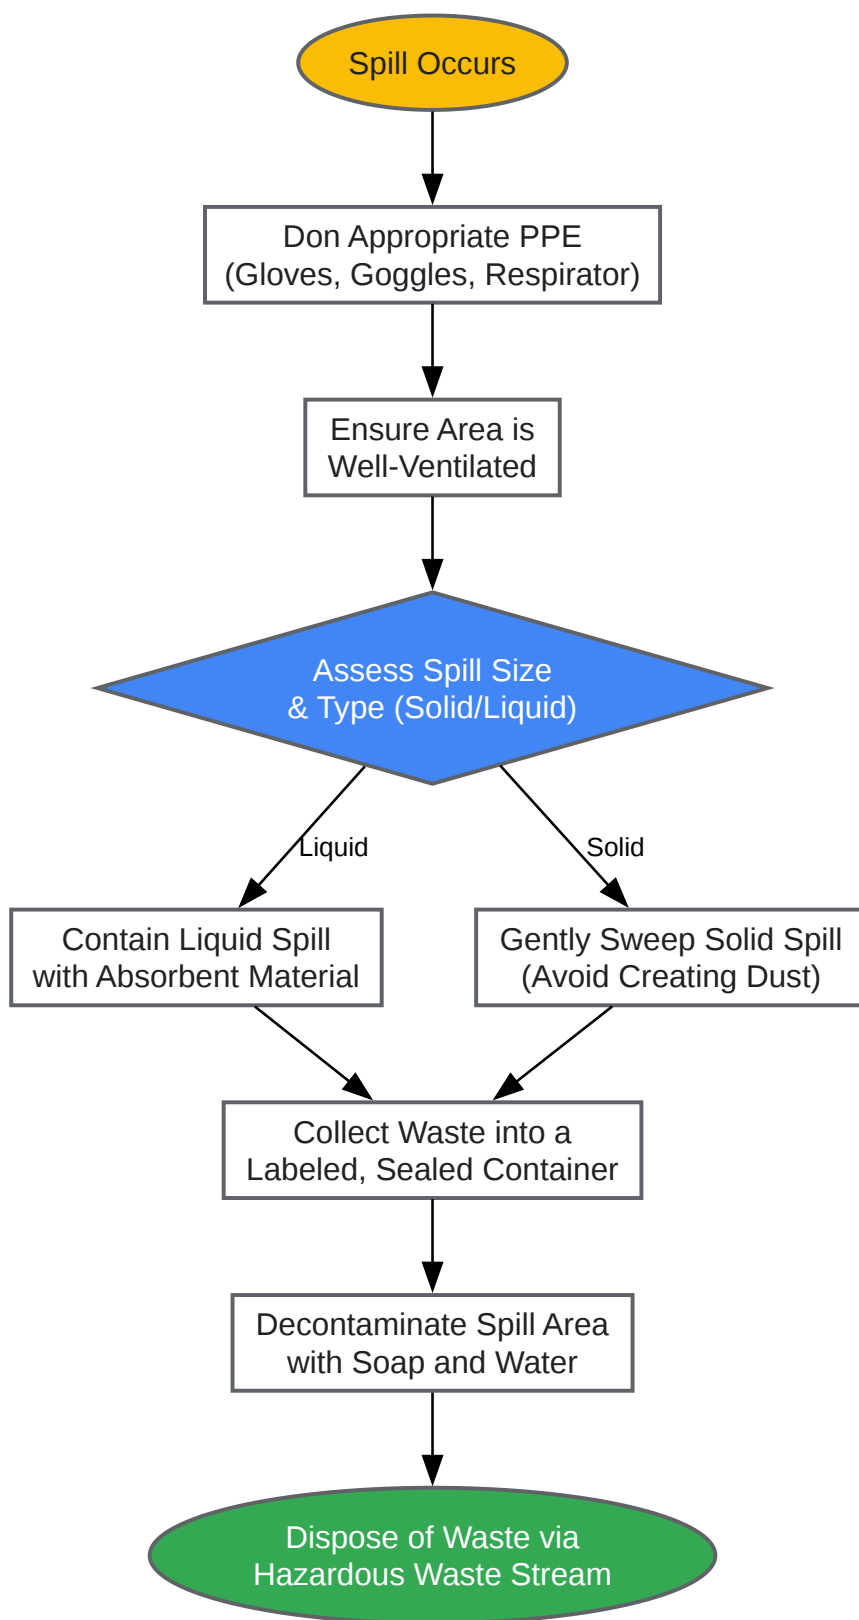 Spill Occurs
Don Appropriate PPE
(Gloves, Goggles, Respirator)
Ensure Area is
Well-Ventilated
Assess Spill Size
& Type (Solid/Liquid)
Liquid
Solid
Contain Liquid Spill
with Absorbent Material
Gently Sweep Solid Spill
(Avoid Creating Dust)
Collect Waste into a
Labeled, Sealed Container
Decontaminate Spill Area
with Soap and Water
Dispose of Waste via
Hazardous Waste Stream